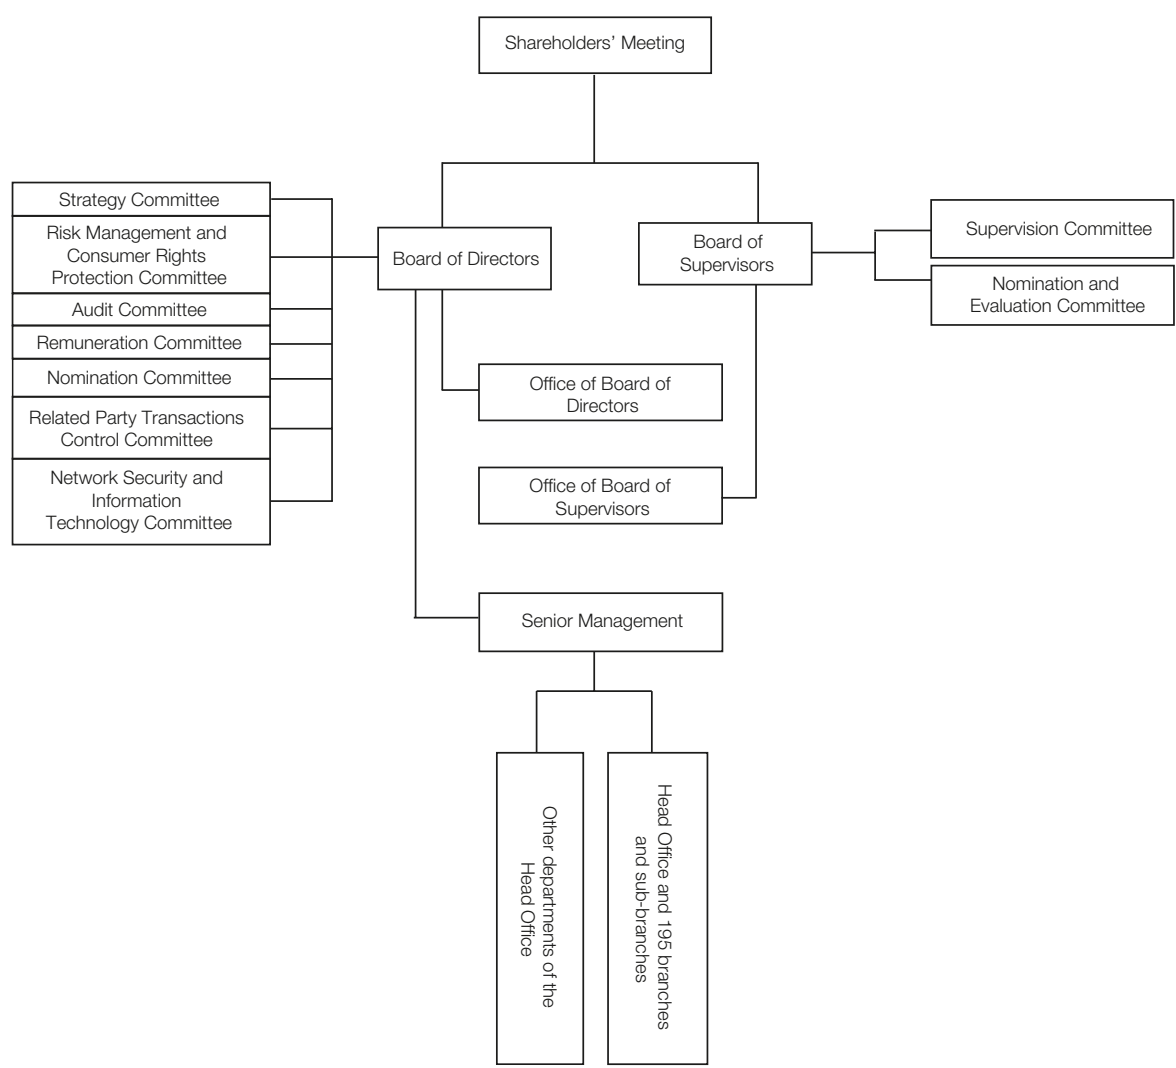 Shareholders’ Meeting
Strategy Committee
Risk Management and
Consumer Rights
Protection Committee
Audit Committee
Remuneration Committee
Nomination Committee
Related Party Transactions
Control Committee
Network Security and
Information
Technology Committee
Board of Directors
Board of
Supervisors
Supervision Committee
Nomination and
Evaluation Committee
Office of Board of
Directors
Office of Board of
Supervisors
Senior Management
Other departments of the
Head Office
Head Office and 195 branches
and sub-branches